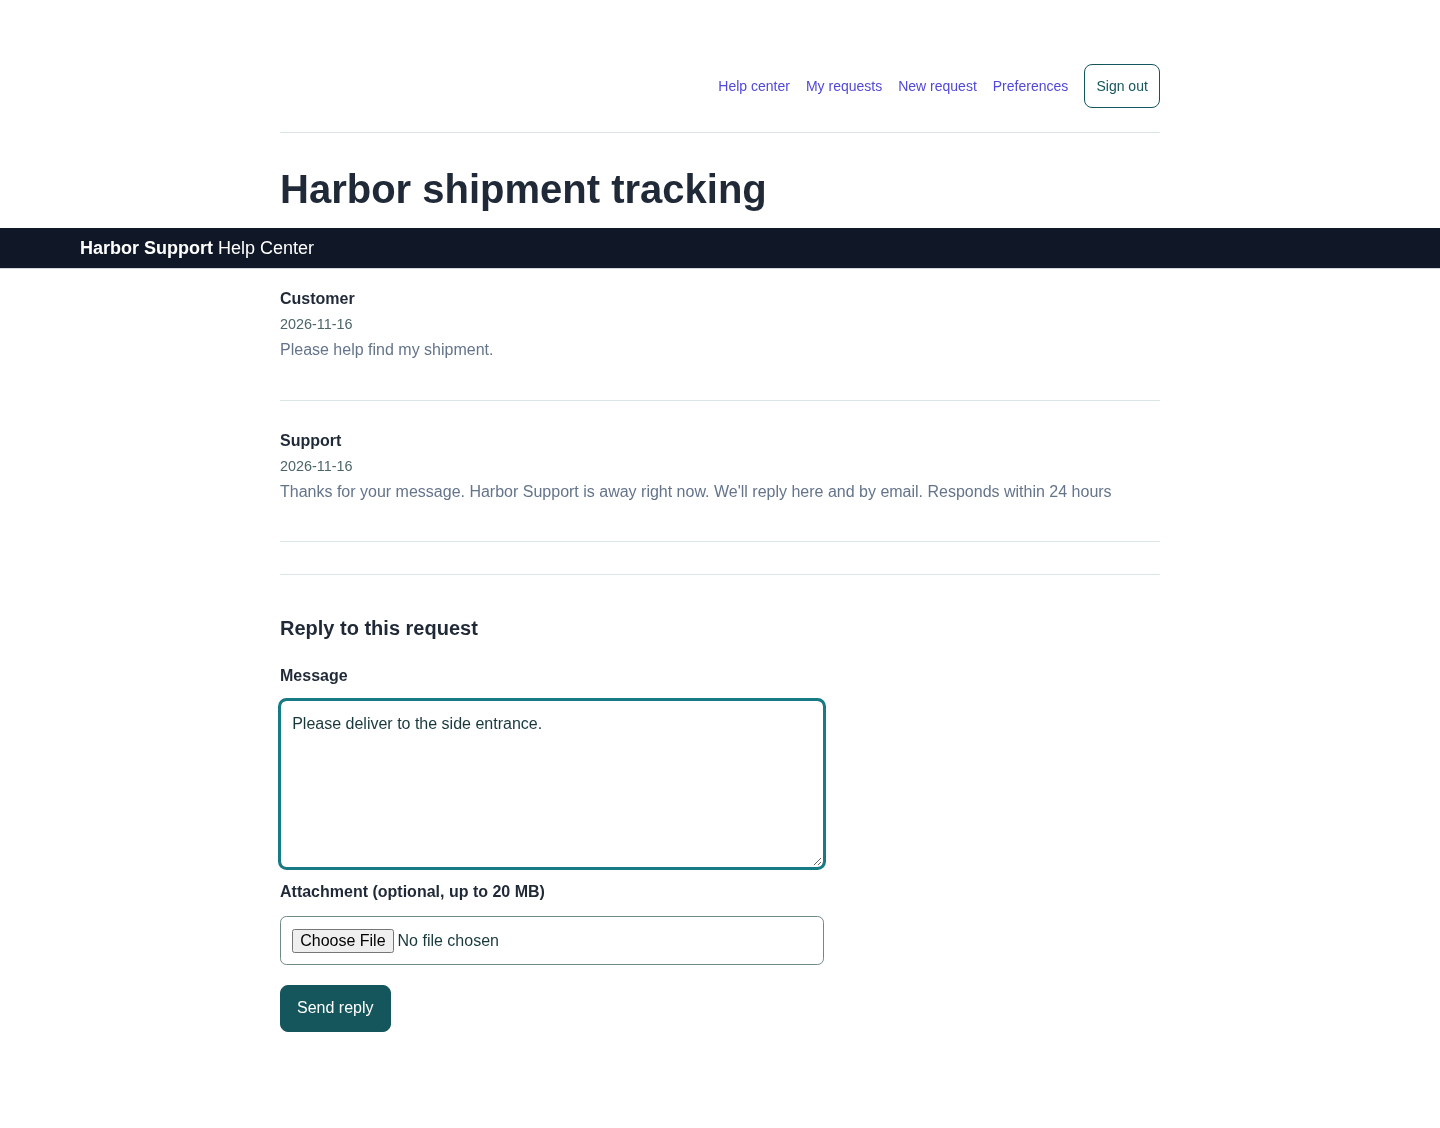 Help center My requests New request Preferences Sign out
Harbor shipment tracking
Harbor Support Help Center
Customer
2026-11-16
Please help find my shipment.
Support
2026-11-16
Thanks for your message. Harbor Support is away right now. We'll reply here and by email. Responds within 24 hours
Reply to this request
Message
Please deliver to the side entrance.
Attachment (optional, up to 20 MB)
Choose File No file chosen
Send reply